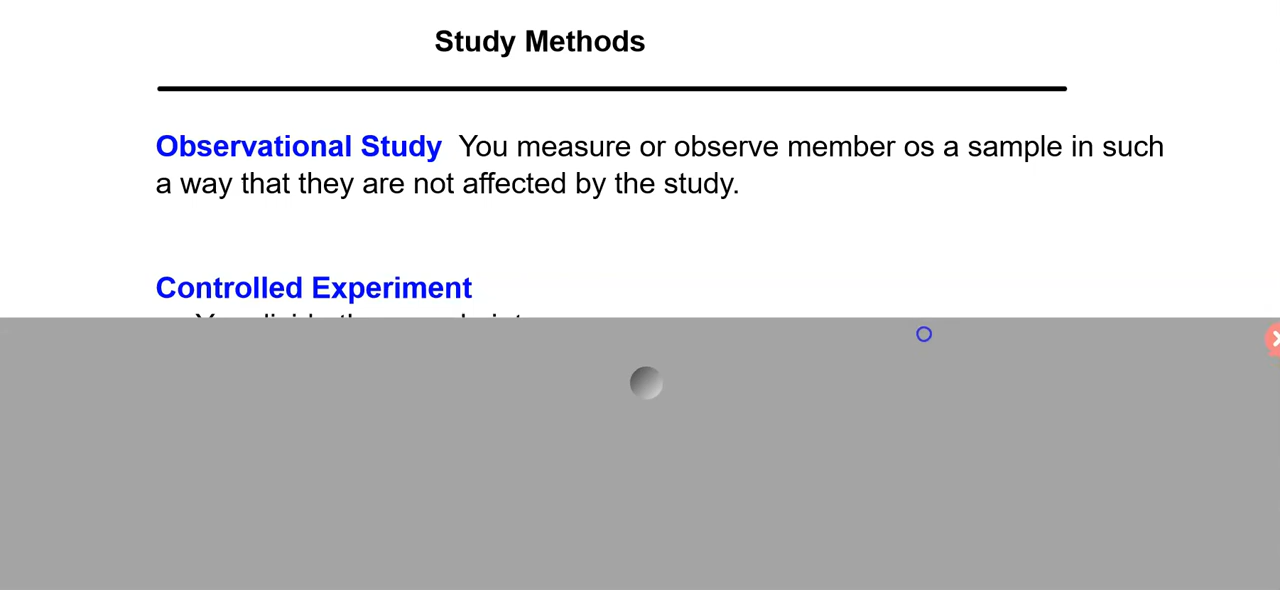 Study Methods
Observational Study You measure or observe member os a sample in such
a way that they are not affected by the study.
Controlled Experiment